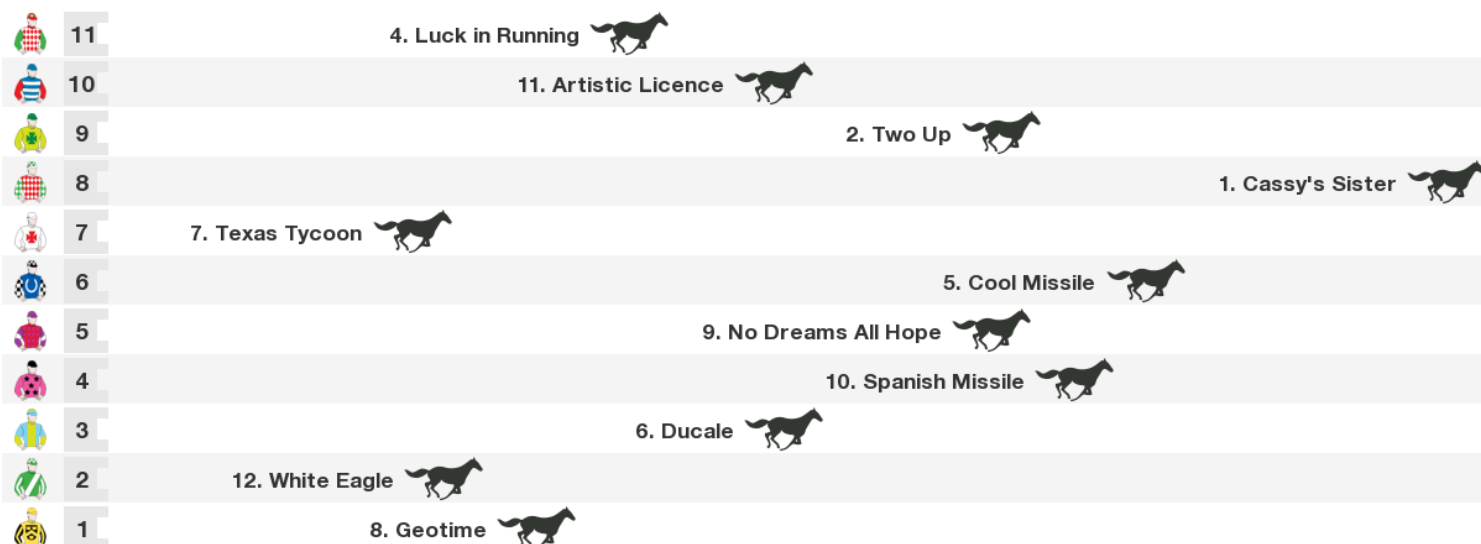 11 4. Luck in Running
10 11. Artistic Licence
9 2. Two Up
8 1. Cassy's Sister
7 7. Texas Tycoon
6 5. Cool Missile
5 9. No Dreams All Hope
4 10. Spanish Missile
3 6. Ducale
2 12. White Eagle
1 8. Geotime